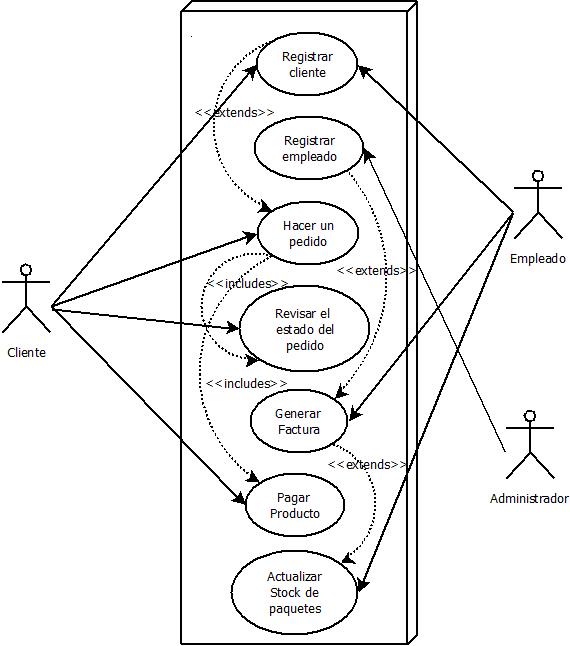 Registrar
cliente
<<extends>>
Registrar
empleado
Hacer un
pedido
Empleado
<<extends>>
<<includes>>
Revisar el
estado del
pedido
Cliente
<<includes>>
Generar
Factura
<<extends>>
Pagar
Producto
Administrador
Actualizar
Stock de
paquetes